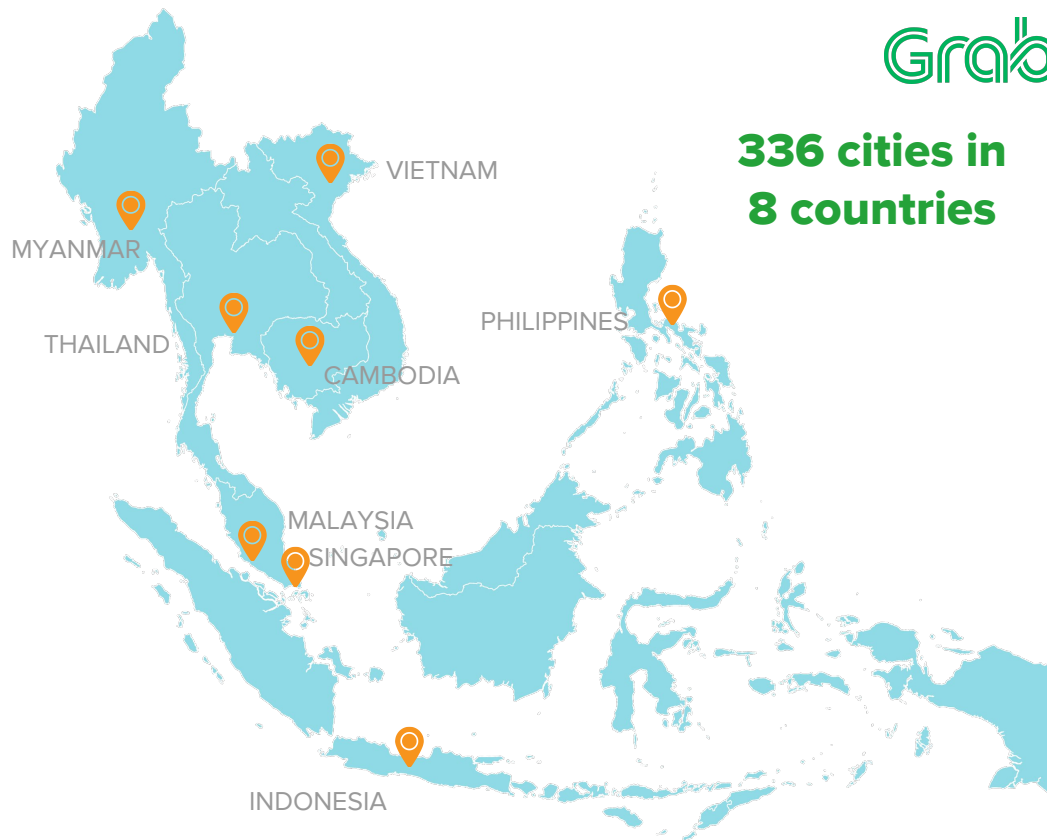 Grab
336 cities in
8 countries
VIETNAM
MYANMAR
PHILIPPINES
THAILAND
CAMBODIA
MALAYSIA
SINGAPORE
INDONESIA